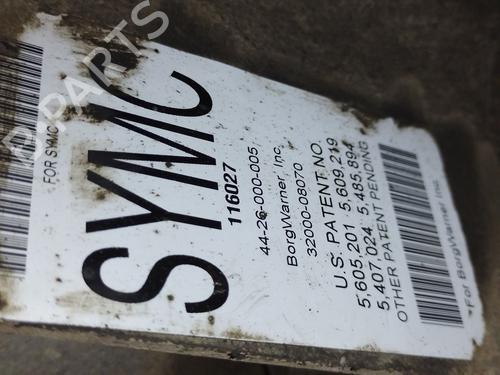 FOR SYMC
SYMC
116027
44-26-000-005
BorgWarner Inc.
32000-08070
U.S. PATENT NO.
5,605,201 5,609,219
5,407,024 5,485,894
OTHER PATENT PENDING
For BorgWarner Inc.
B-PARTS